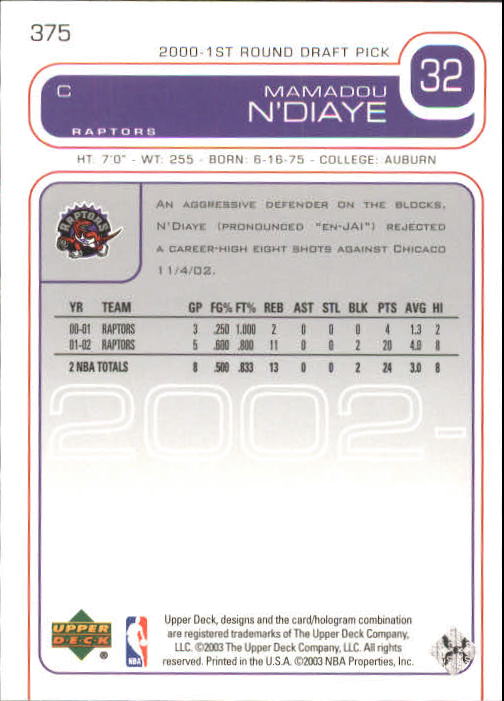 375
2000-1ST ROUND DRAFT PICK
32
C
MAMADOU
N'DIAYE
RAPTORS
HT: 7'0" - WT: 255 - BORN: 6-16-75 - COLLEGE: AUBURN
RAPTORS
AN AGGRESSIVE DEFENDER ON THE BLOCKS,
N'DIAYE (PRONOUNCED "EN-JAI") REJECTED
A CAREER-HIGH EIGHT SHOTS AGAINST CHICAGO
11/4/02.
YR TEAM GP FG% FT% REB AST STL BLK PTS AVG HI
00-01 RAPTORS 3 .250 1.000 2 0 0 0 4 1.3 2
01-02 RAPTORS 5 .600 .800 11 0 0 2 20 4.0 8
2 NBA TOTALS 8 .500 .833 13 0 0 2 24 3.0 8
2002-
UPPER DECK ®
NBA
Upper Deck, designs and the card/hologram combination
are registered trademarks of The Upper Deck Company,
LLC. ©2003 The Upper Deck Company, LLC. All rights
reserved. Printed in the U.S.A. ©2003 NBA Properties, Inc.